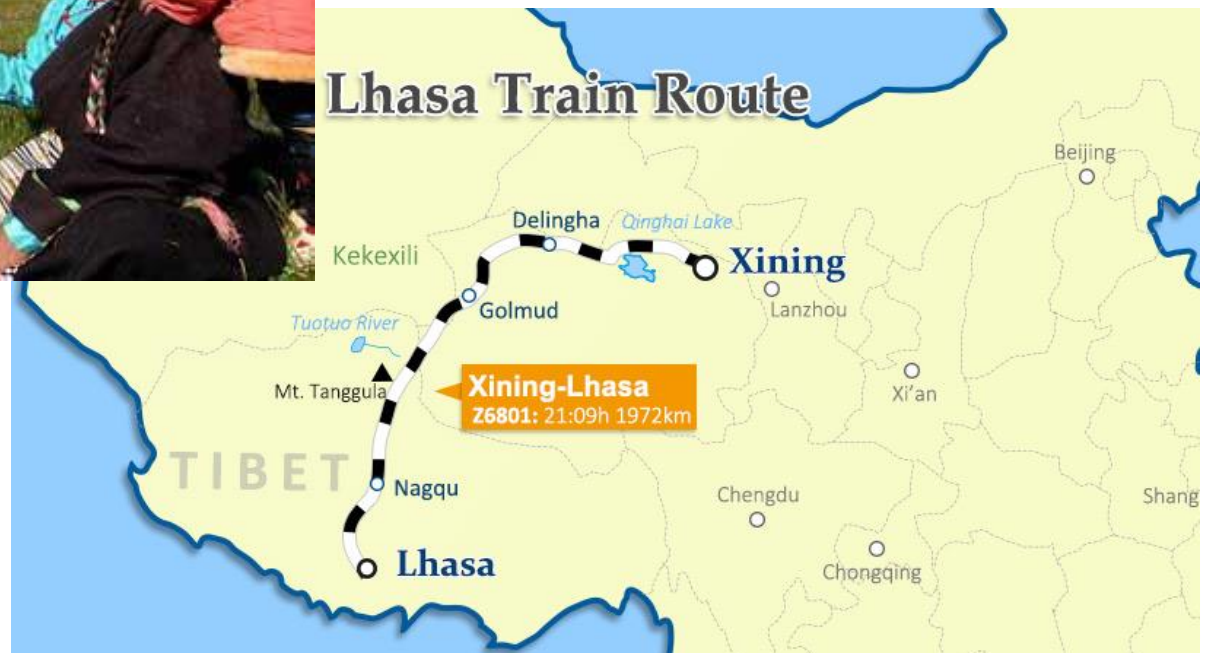 Lhasa Train Route
Beijing
Delingha
Qinghai Lake
Kekexili
Xining
Golmud
Lanzhou
Tuotuo River
Xining-Lhasa
Z6801: 21:09h 1972km
Mt. Tanggula
Xi'an
TIBET
Nagqu
Chengdu
Shang
Chongqing
Lhasa